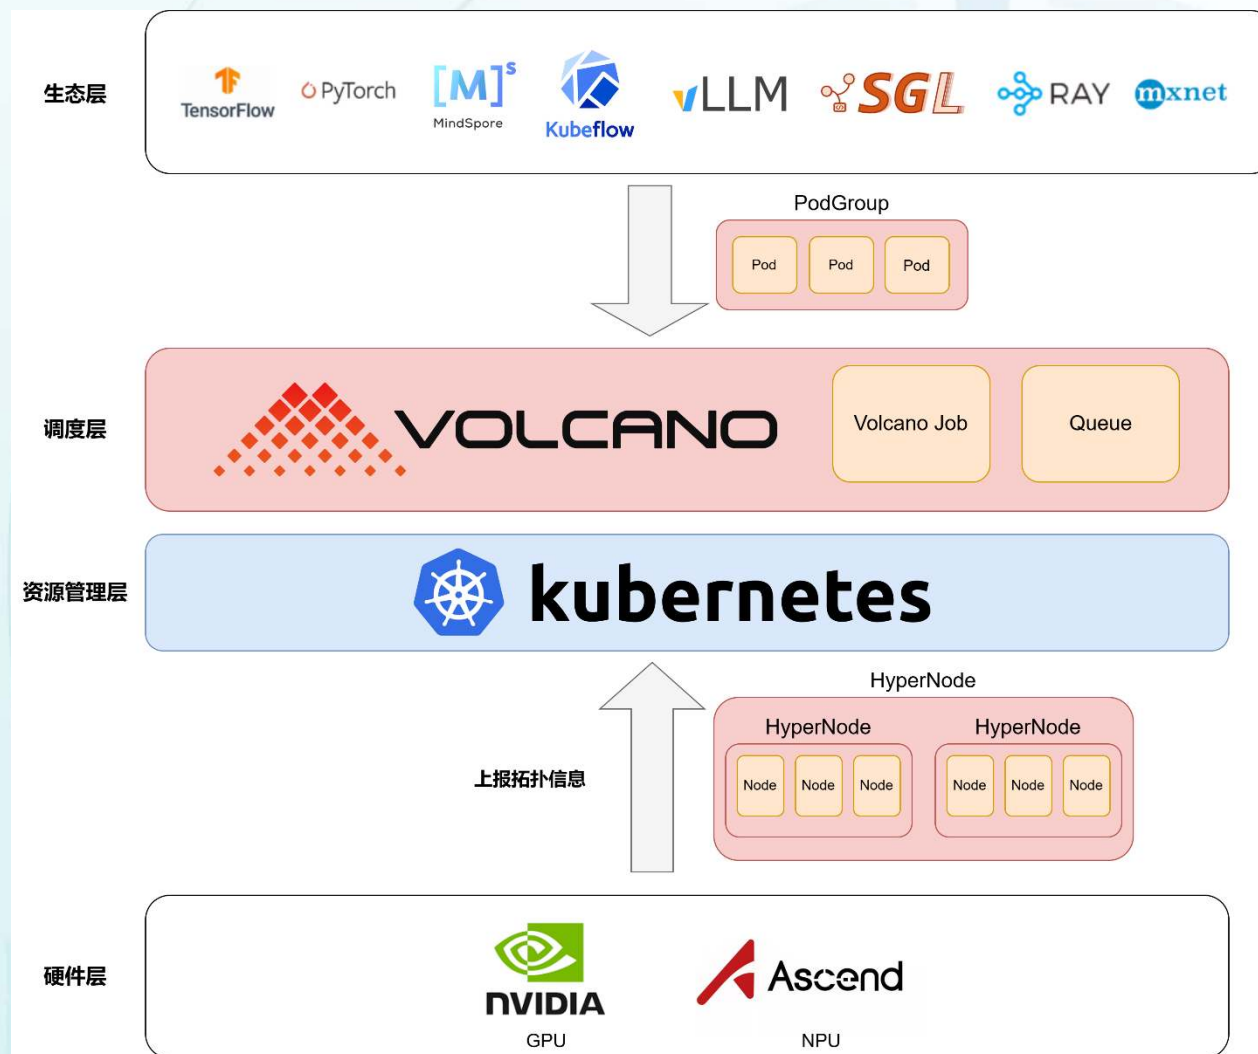 生态层
TensorFlow
PyTorch
[M]s
MindSpore
Kubeflow
vLLM
SGL
RAY
mxnet
PodGroup
Pod Pod Pod
调度层
VOLCANO
Volcano Job
Queue
资源管理层
kubernetes
HyperNode
HyperNode HyperNode
Node Node Node Node Node Node
上报拓扑信息
硬件层
NVIDIA
Ascend
GPU
NPU